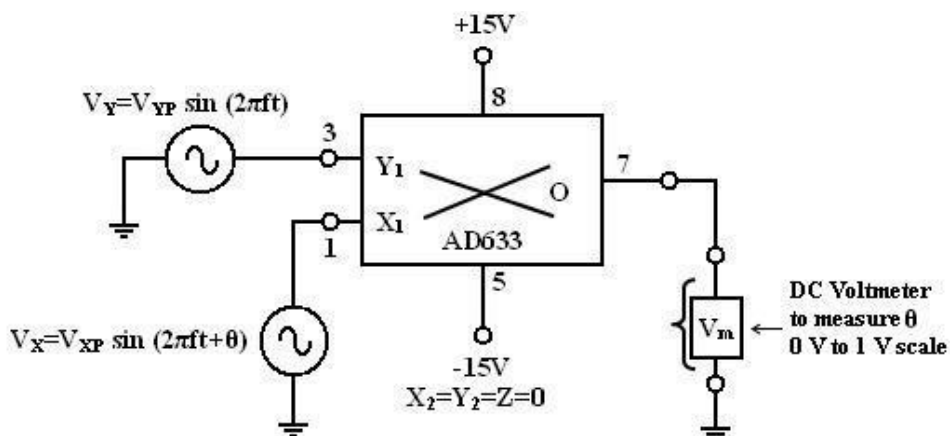 +15V
8
V_Y=V_YP sin (2πft)
3
Y₁
7
O
X₁
AD633
1
5
DC Voltmeter
to measure θ
0 V to 1 V scale
V_m
V_X=V_XP sin (2πft+θ)
-15V
X₂=Y₂=Z=0